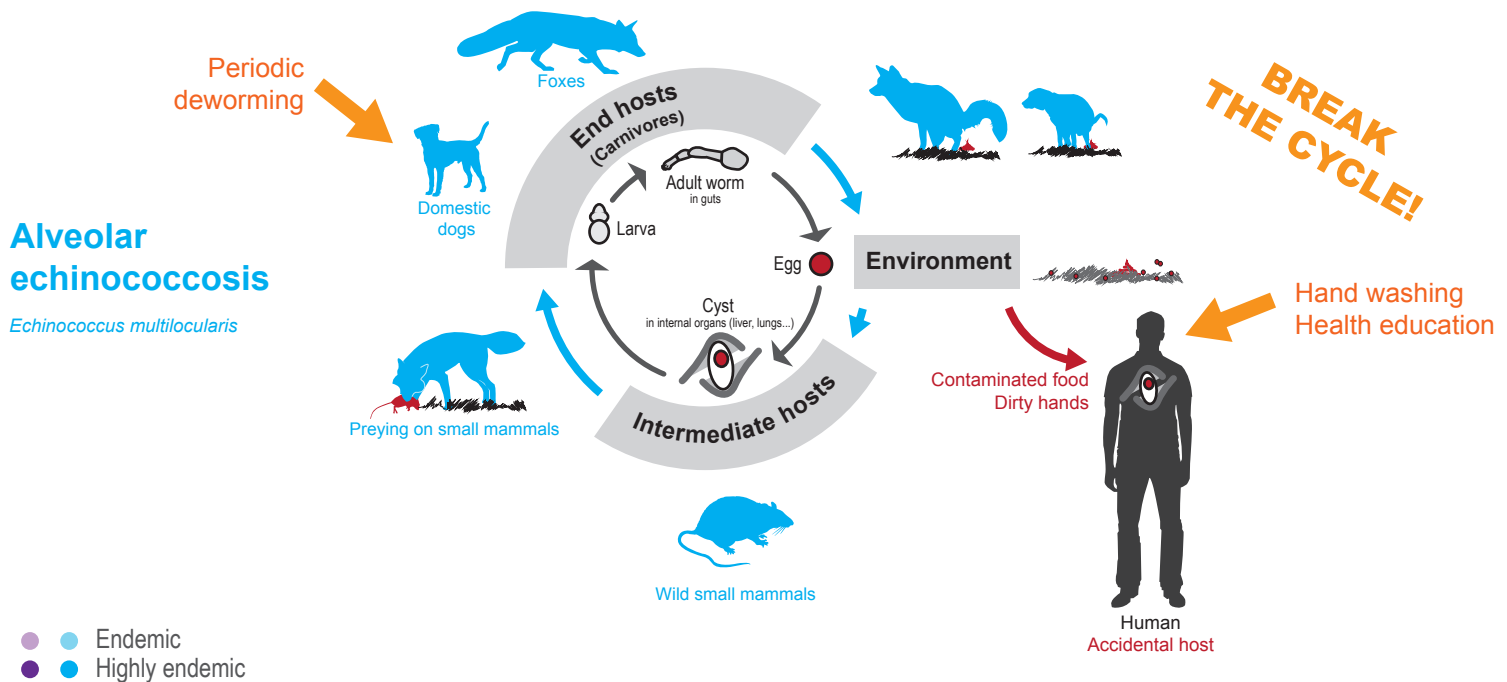 Periodic
deworming
Foxes
End hosts
(Carnivores)
BREAK
THE CYCLE!
Domestic
dogs
Adult worm
in guts
Larva
Alveolar
echinococcosis
Echinococcus multilocularis
Egg
Environment
Cyst
in internal organs (liver, lungs...)
Hand washing
Health education
Contaminated food
Dirty hands
Preying on small mammals
Intermediate hosts
Wild small mammals
Human
Accidental host
Endemic
Highly endemic